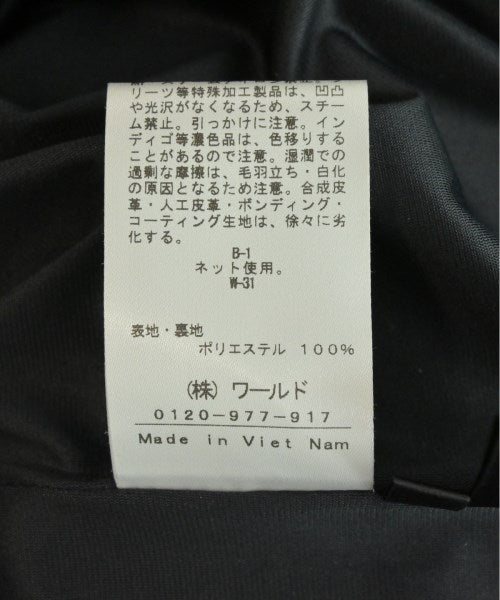 リーツ等特殊加工製品は、凹凸
や光沢がなくなるため、スチー
ム禁止。引っかけに注意。イン
ディゴ等濃色品は、色移りする
ことがあるので注意。湿潤での
過剰な摩擦は、毛羽立ち・白化
の原因となるため注意。合成皮
革・人工皮革・ボンディング・
コーティング生地は、徐々に劣
化する。
B-1
ネット使用。
W-31
表地・裏地
ポリエステル 100%
(株) ワールド
0120-977-917
Made in Viet Nam